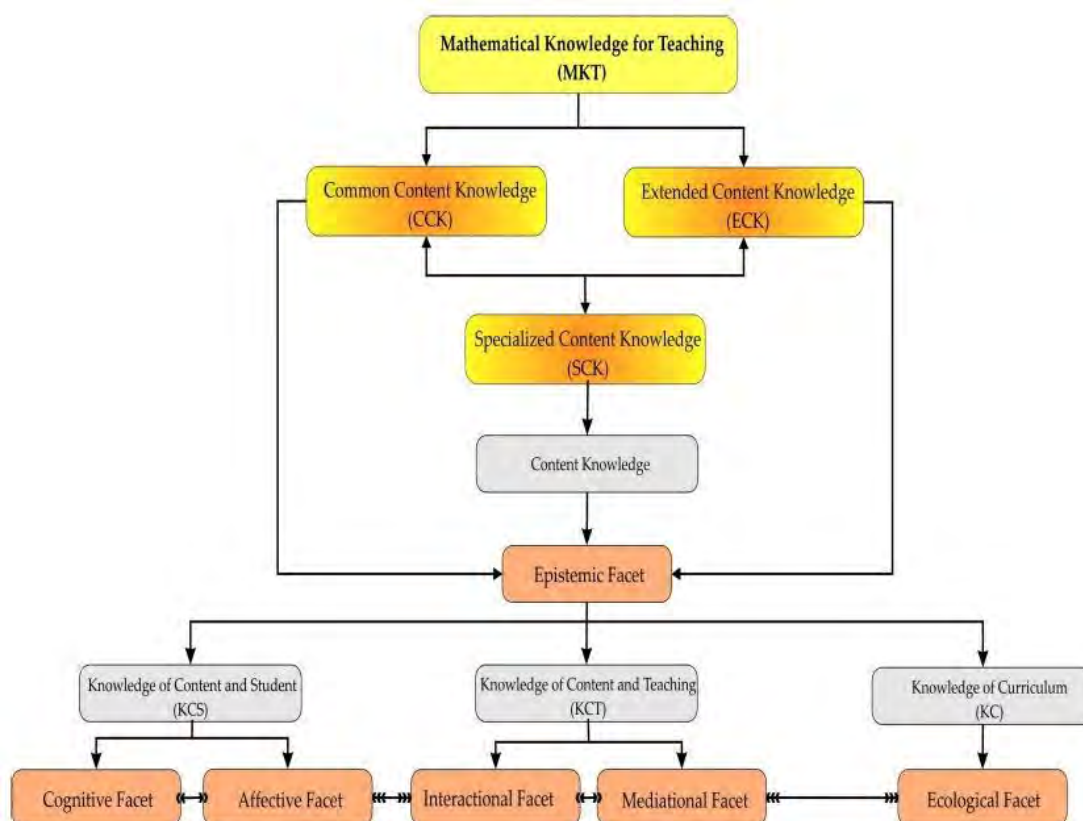 Mathematical Knowledge for Teaching
(MKT)
Common Content Knowledge
(CCK)
Extended Content Knowledge
(ECK)
Specialized Content Knowledge
(SCK)
Content Knowledge
Epistemic Facet
Knowledge of Content and Student
(KCS)
Knowledge of Content and Teaching
(KCT)
Knowledge of Curriculum
(KC)
Cognitive Facet
Affective Facet
Interactional Facet
Mediational Facet
Ecological Facet